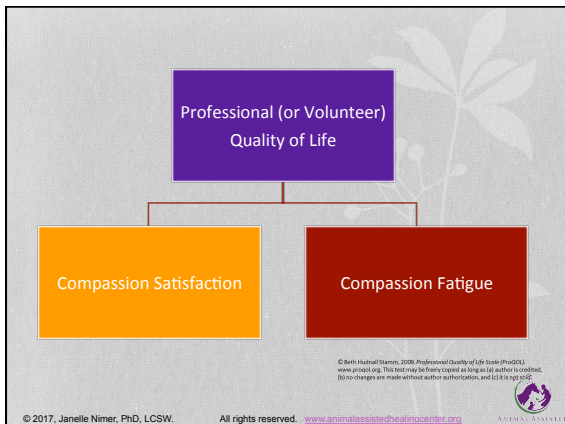 Professional (or Volunteer)
Quality of Life
Compassion Satisfaction
Compassion Fatigue
© Beth Hudnall Stamm, 2009. Professional Quality of Life Scale (ProQOL).
www.proqol.org. This test may be freely copied as long as (a) author is credited,
(b) no changes are made without author authorization, and (c) it is not sold.
© 2017, Janelle Nimer, PhD, LCSW. All rights reserved. www.animalassistedhealingcenter.org
ANIMAL ASSISTED